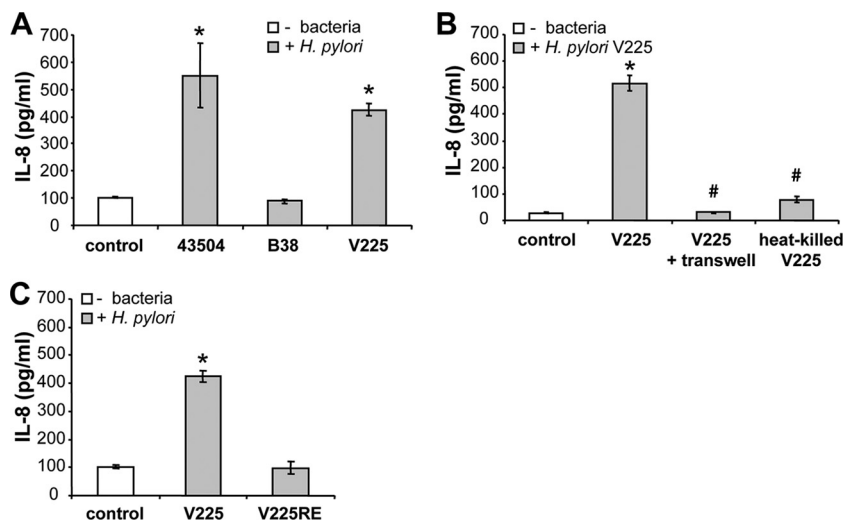 A
IL-8 (pg/ml)
700
600
500
400
300
200
100
0
*
*
- bacteria
+ H. pylori
control 43504 B38 V225
B
IL-8 (pg/ml)
700
600
500
400
300
200
100
0
- bacteria
+ H. pylori V225
*
#
#
control V225 V225 heat-killed
+ transwell V225
C
IL-8 (pg/ml)
700
600
500
400
300
200
100
0
- bacteria
+ H. pylori
*
control V225 V225RE